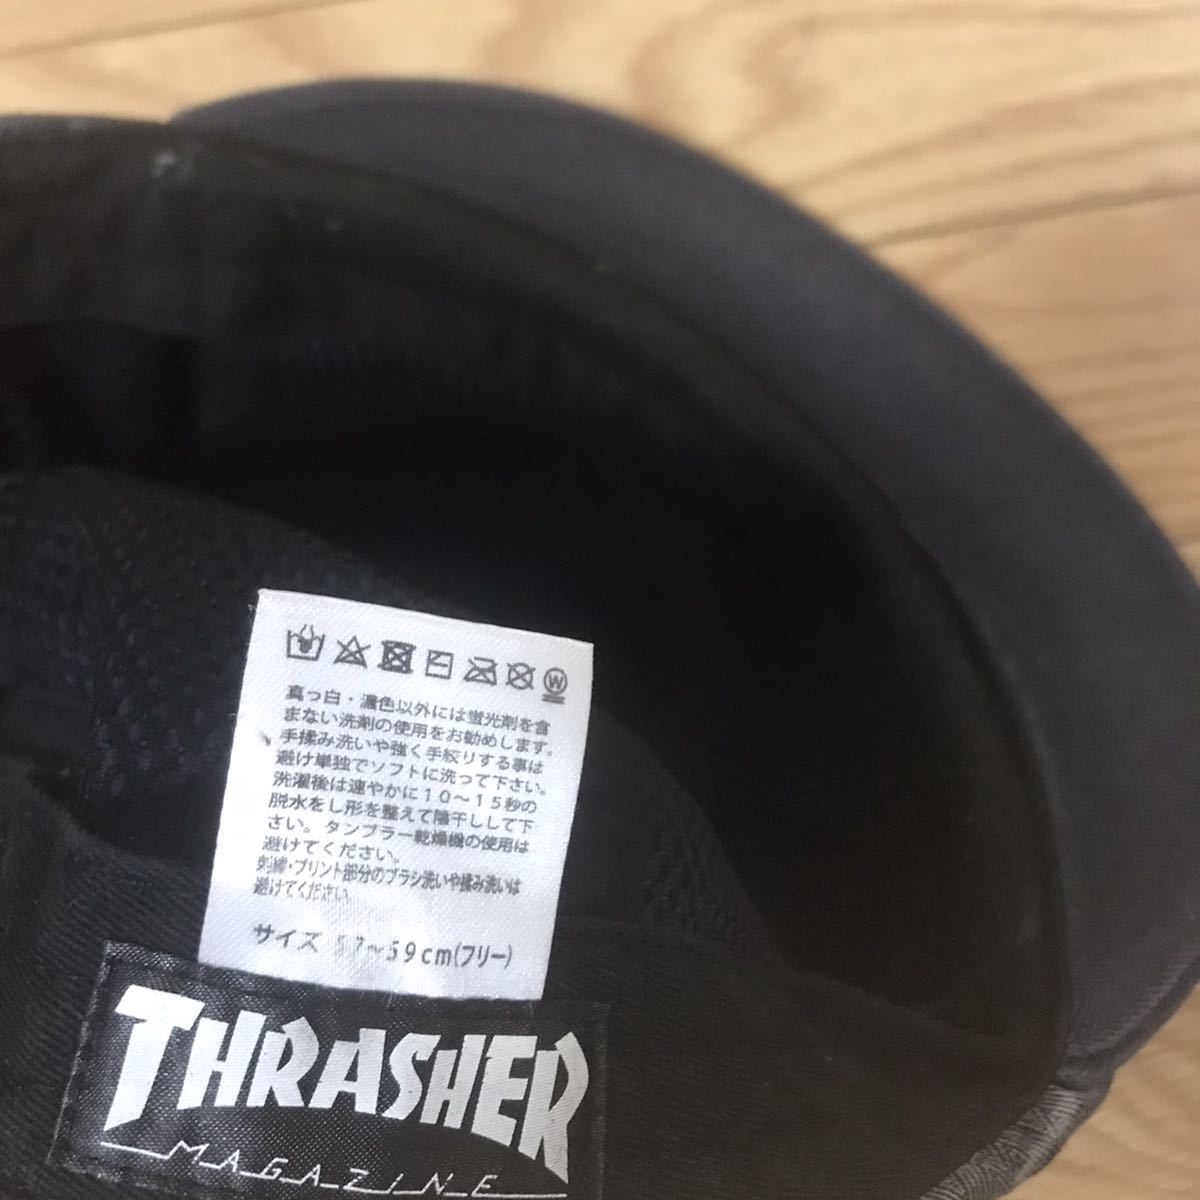 W
真っ白・濃色以外には蛍光剤を含
まない洗剤の使用をお勧めします。
手揉み洗いや強く手絞りする事は
避け単独でソフトに洗って下さい。
洗濯後は速やかに10～15秒の
脱水をし形を整えて陰干しして下
さい。タンブラー乾燥機の使用は
避けてください。
刺繍・プリント部分のブラシ洗いや揉み洗いは
避けてください。
サイズ 57～59cm(フリー)
THRASHER
MAGAZINE